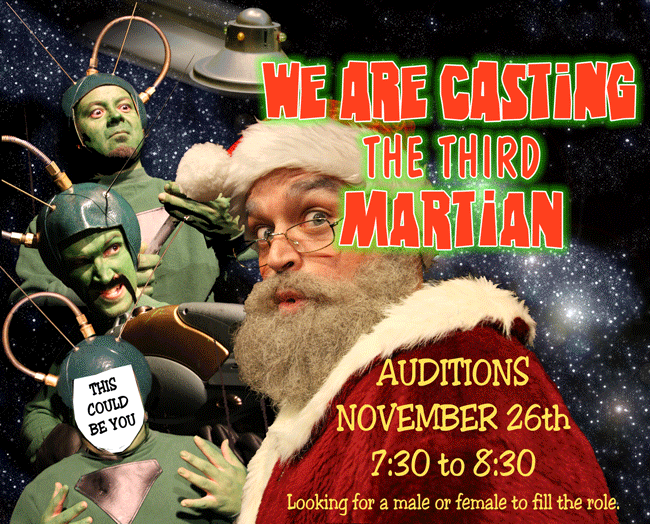 WE ARE CASTING
THE THIRD
MARTIAN
THIS
COULD
BE YOU
AUDITIONS
NOVEMBER 26th
7:30 to 8:30
Looking for a male or female to fill the role.